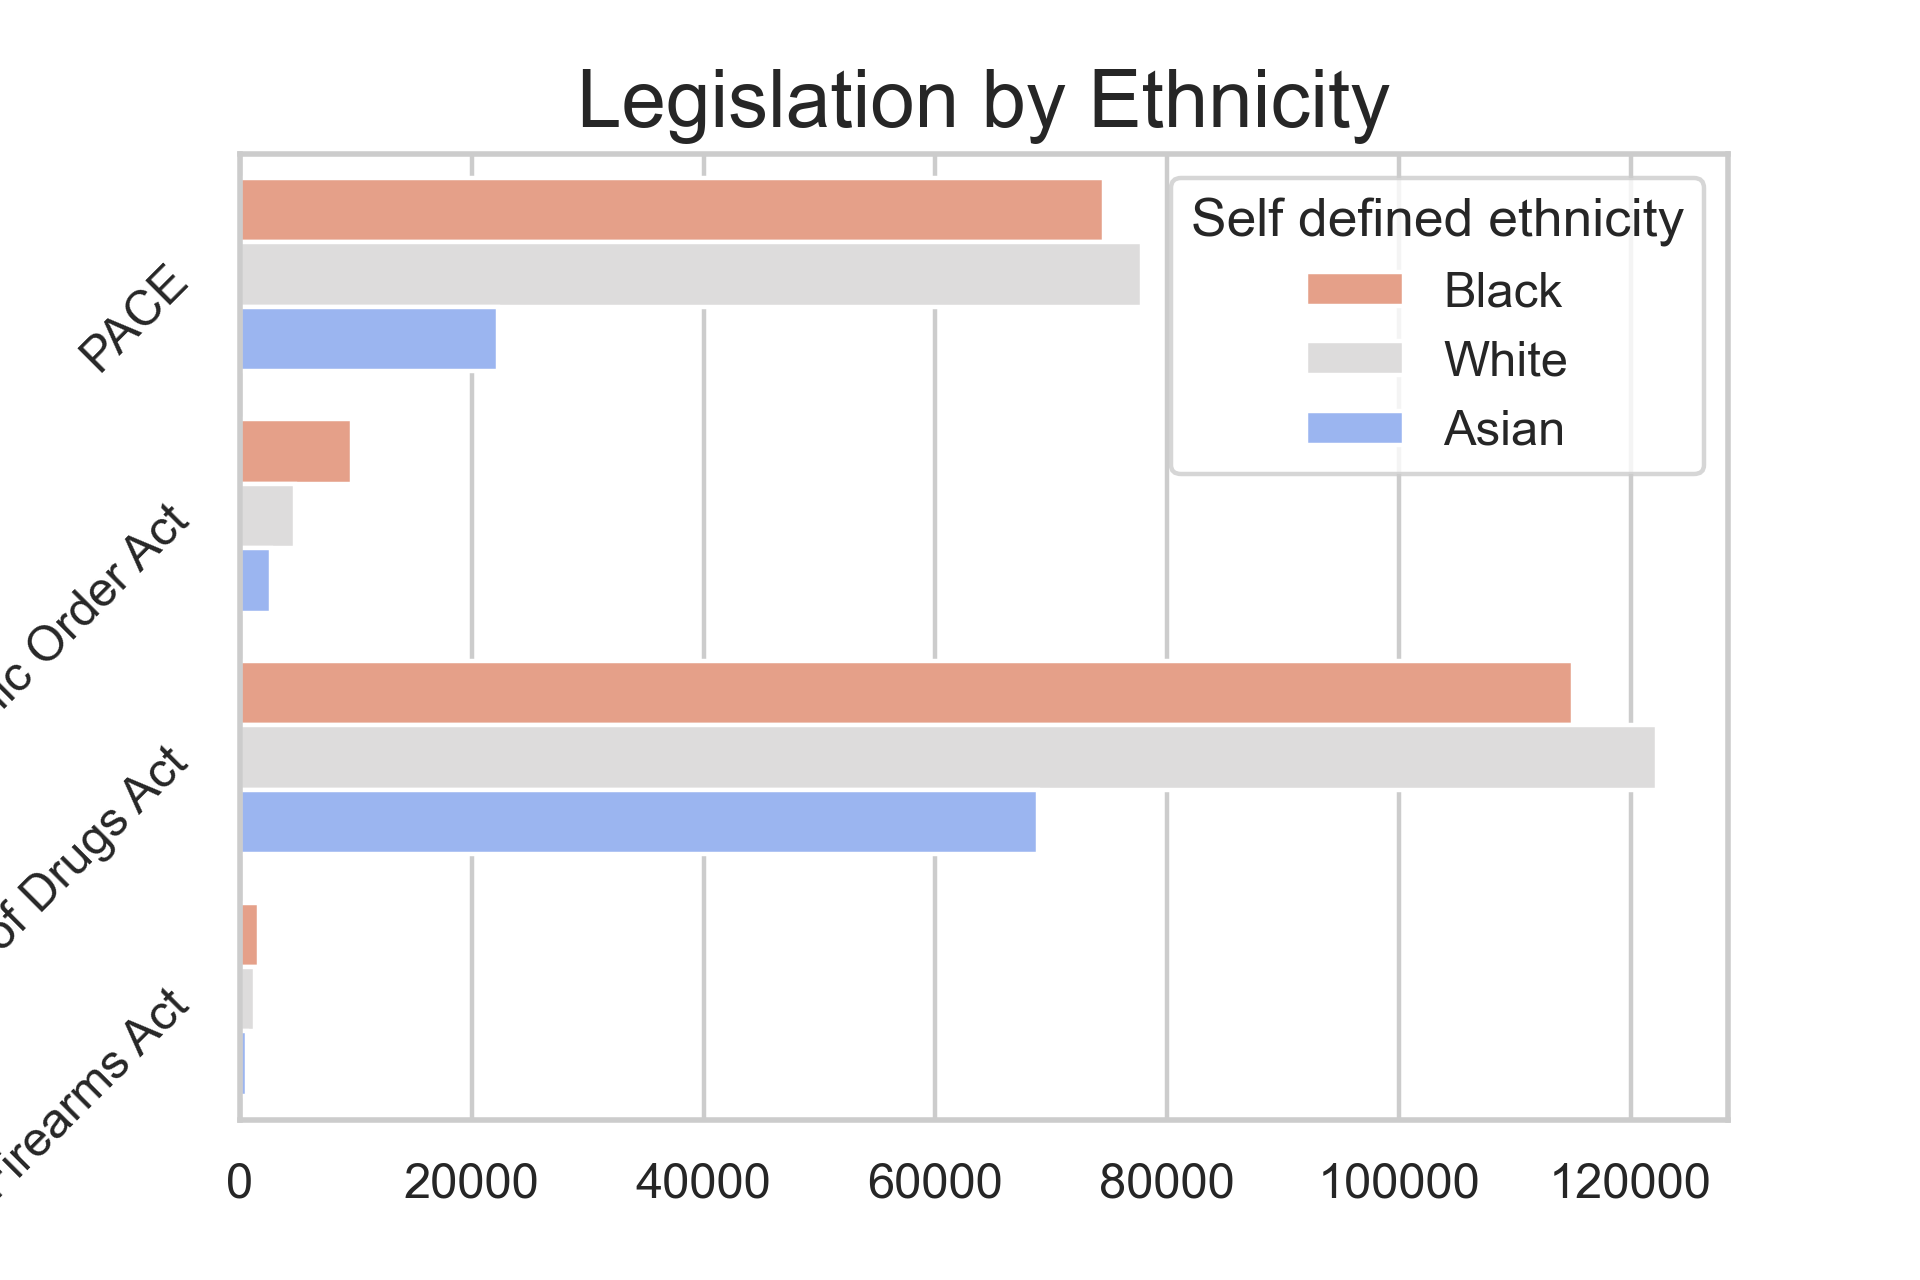 Legislation by Ethnicity
Self defined ethnicity
Black
White
Asian
PACE
Order Act
of Drugs Act
Firearms Act
0 20000 40000 60000 80000 100000 120000